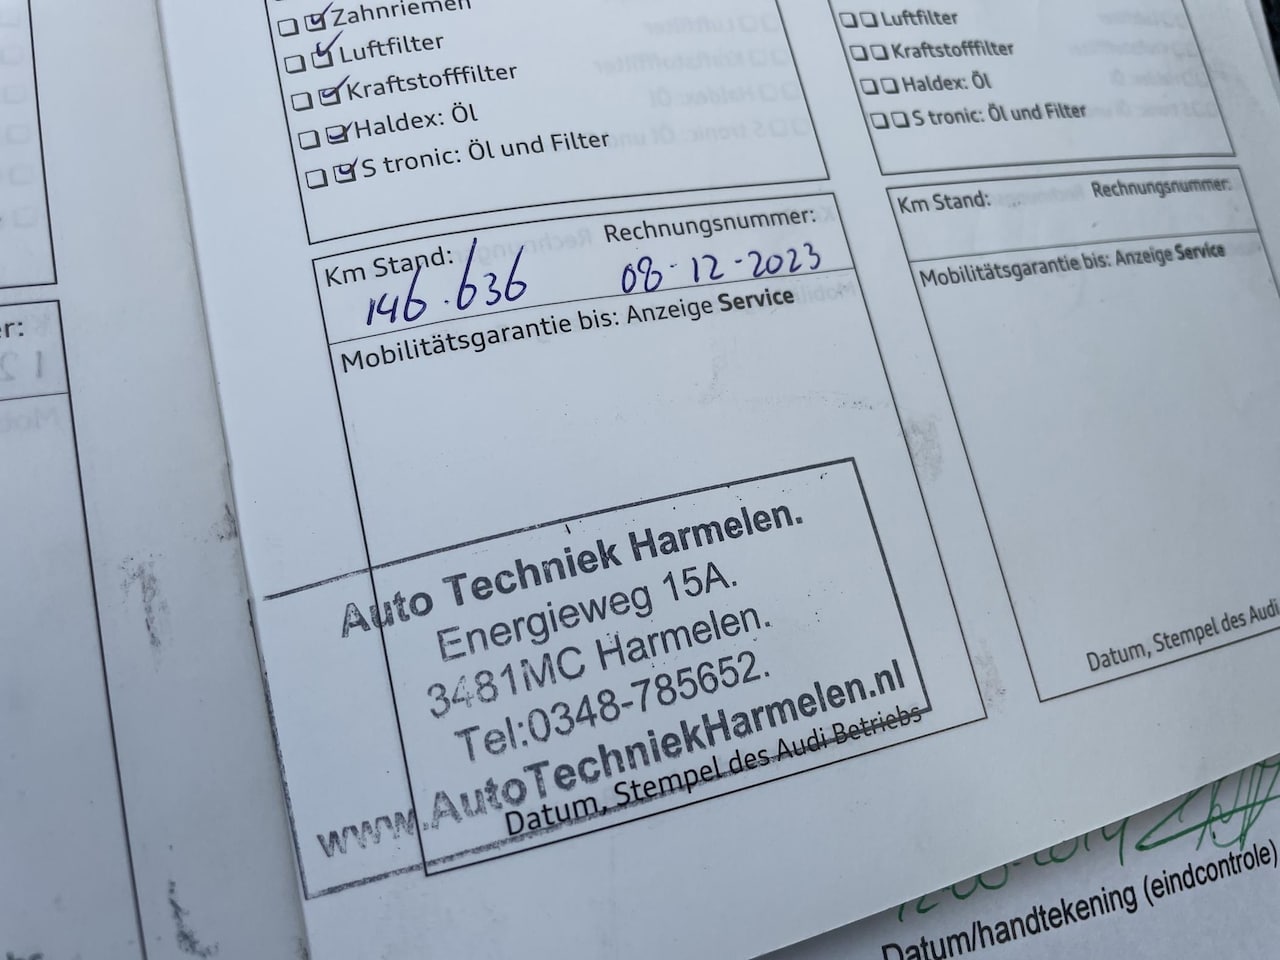 Zahnriemen
Luftfilter
Kraftstofffilter
Haldex: Öl
S tronic: Öl und Filter
Km Stand:
Rechnungsnummer:
146.636
08-12-2023
Mobilitätsgarantie bis: Anzeige Service
Auto Techniek Harmelen.
Energieweg 15A.
3481MC Harmelen.
Tel:0348-785652.
www.AutoTechniekHarmelen.nl
Datum, Stempel des Audi Betriebs
Luftfilter
Kraftstofffilter
Haldex: Öl
S tronic: Öl und Filter
Km Stand:
Rechnungsnummer:
Mobilitätsgarantie bis: Anzeige Service
Datum, Stempel des Audi
Datum/handtekening (eindcontrole)